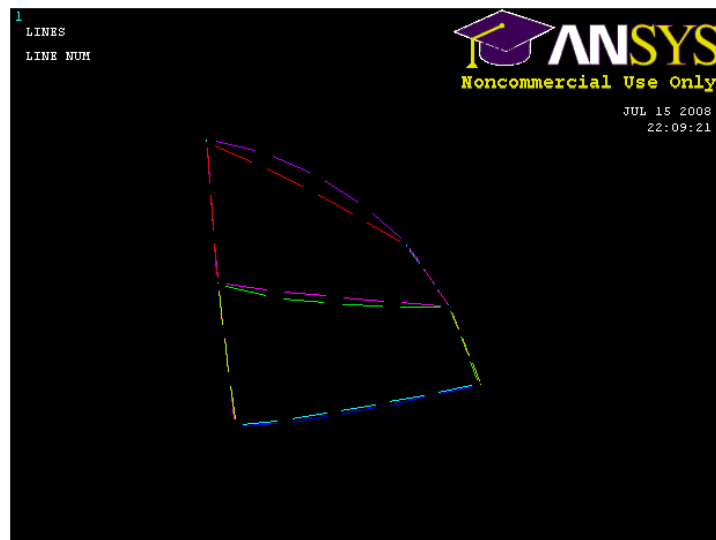 1
LINES
LINE NUM
ANSYS
Noncommercial Use Only
JUL 15 2008
22:09:21